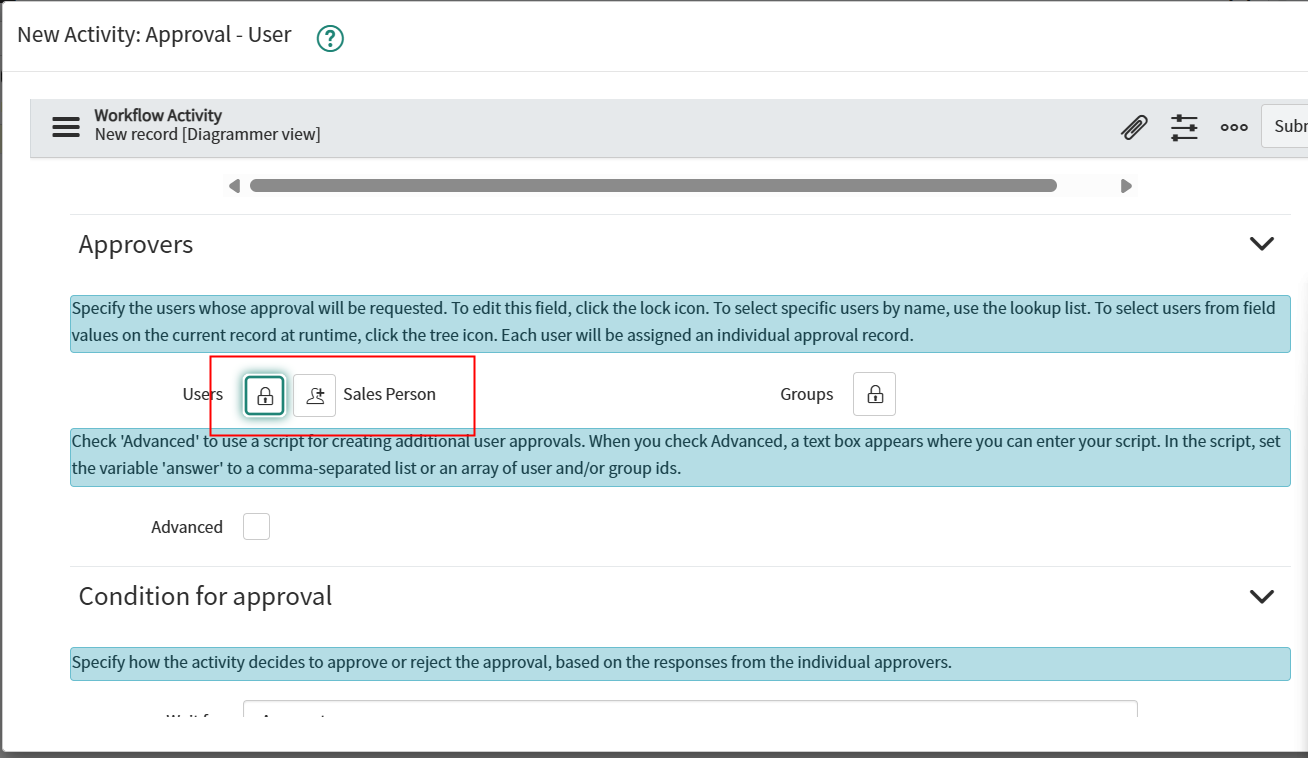 New Activity: Approval - User
Workflow Activity
New record [Diagrammer view]
Approvers
Specify the users whose approval will be requested. To edit this field, click the lock icon. To select specific users by name, use the lookup list. To select users from field
values on the current record at runtime, click the tree icon. Each user will be assigned an individual approval record.
Users Sales Person Groups
Check 'Advanced' to use a script for creating additional user approvals. When you check Advanced, a text box appears where you can enter your script. In the script, set
the variable 'answer' to a comma-separated list or an array of user and/or group ids.
Advanced
Condition for approval
Specify how the activity decides to approve or reject the approval, based on the responses from the individual approvers.